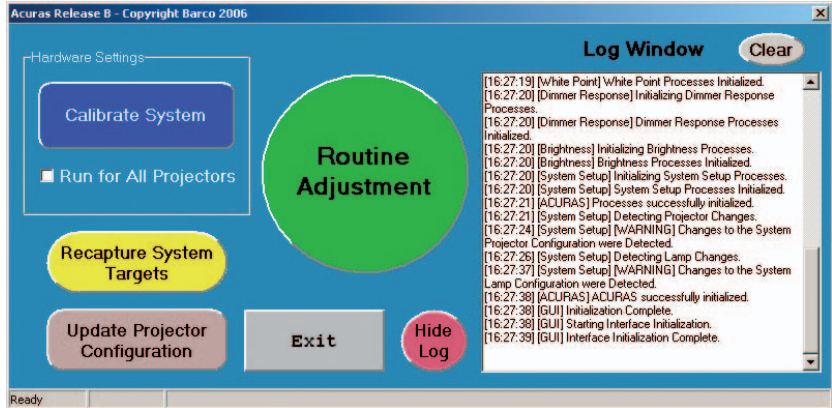 Acuras Release B - Copyright Barco 2006
Hardware Settings
Calibrate System
Run for All Projectors
Recapture System
Targets
Update Projector
Configuration
Routine
Adjustment
Exit
Hide
Log
Log Window
Clear
[16:27:19] [White Point] White Point Processes Initialized.
[16:27:20] [Dimmer Response] Initializing Dimmer Response
Processes.
[16:27:20] [Dimmer Response] Dimmer Response Processes
Initialized.
[16:27:20] [Brightness] Initializing Brightness Processes.
[16:27:20] [Brightness] Brightness Processes Initialized.
[16:27:20] [System Setup] Initializing System Setup Processes.
[16:27:20] [System Setup] System Setup Processes Initialized.
[16:27:21] [ACURAS] Processes successfully initialized.
[16:27:21] [System Setup] Detecting Projector Changes.
[16:27:24] [System Setup] [WARNING] Changes to the System
Projector Configuration were Detected.
[16:27:26] [System Setup] Detecting Lamp Changes.
[16:27:37] [System Setup] [WARNING] Changes to the System
Lamp Configuration were Detected.
[16:27:38] [ACURAS] ACURAS successfully initialized.
[16:27:38] [GUI] Initialization Complete.
[16:27:38] [GUI] Starting Interface Initialization.
[16:27:39] [GUI] Interface Initialization Complete.
Ready